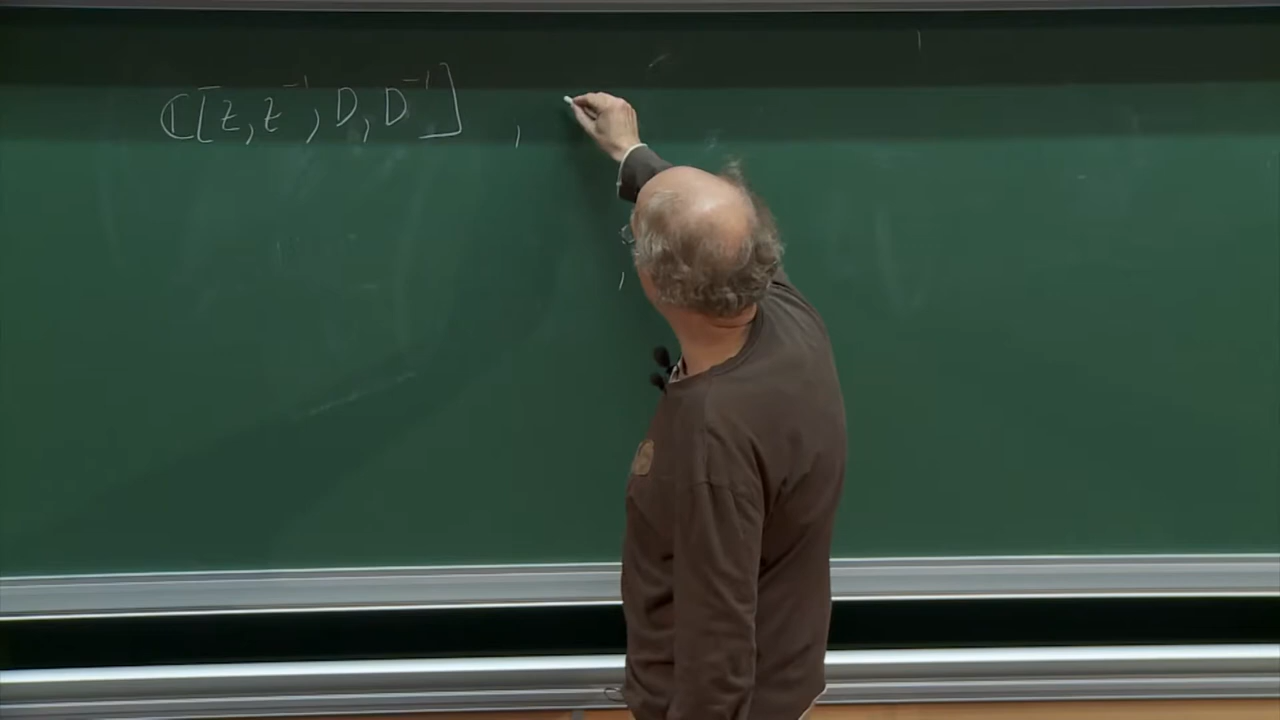 ℂ[z, z⁻¹, D, D⁻¹] ,